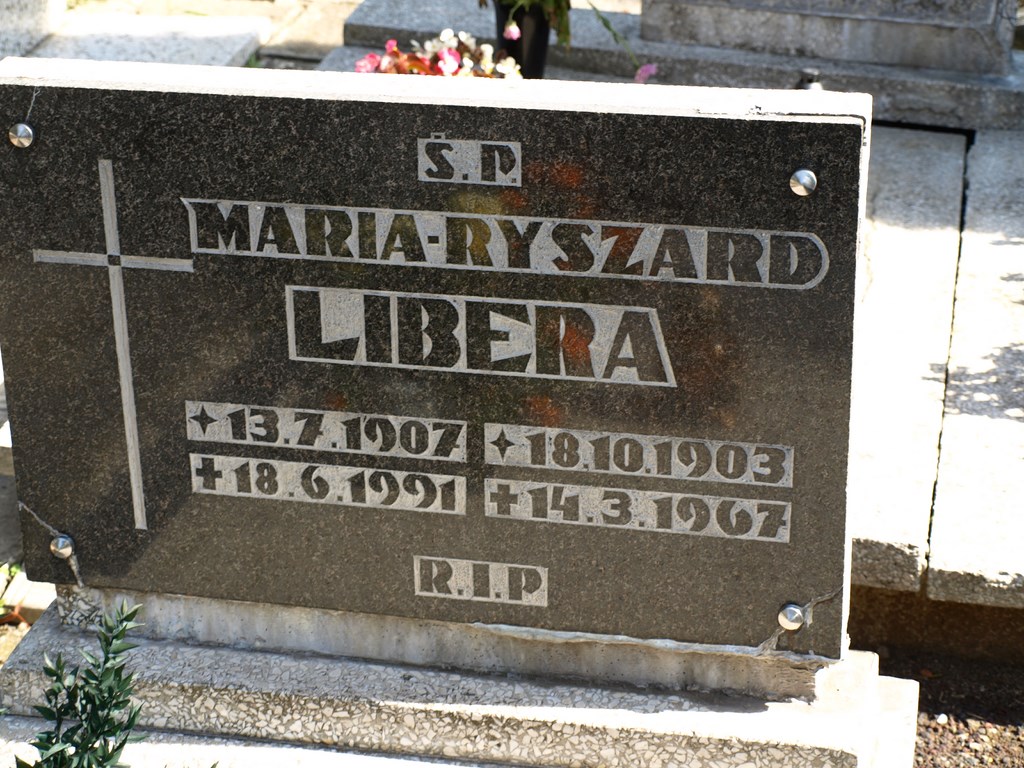 Ś.P.
MARIA-RYSZARD
LIBERA
13.7.1907 18.10.1903
18.6.1991 14.3.1967
R.I.P